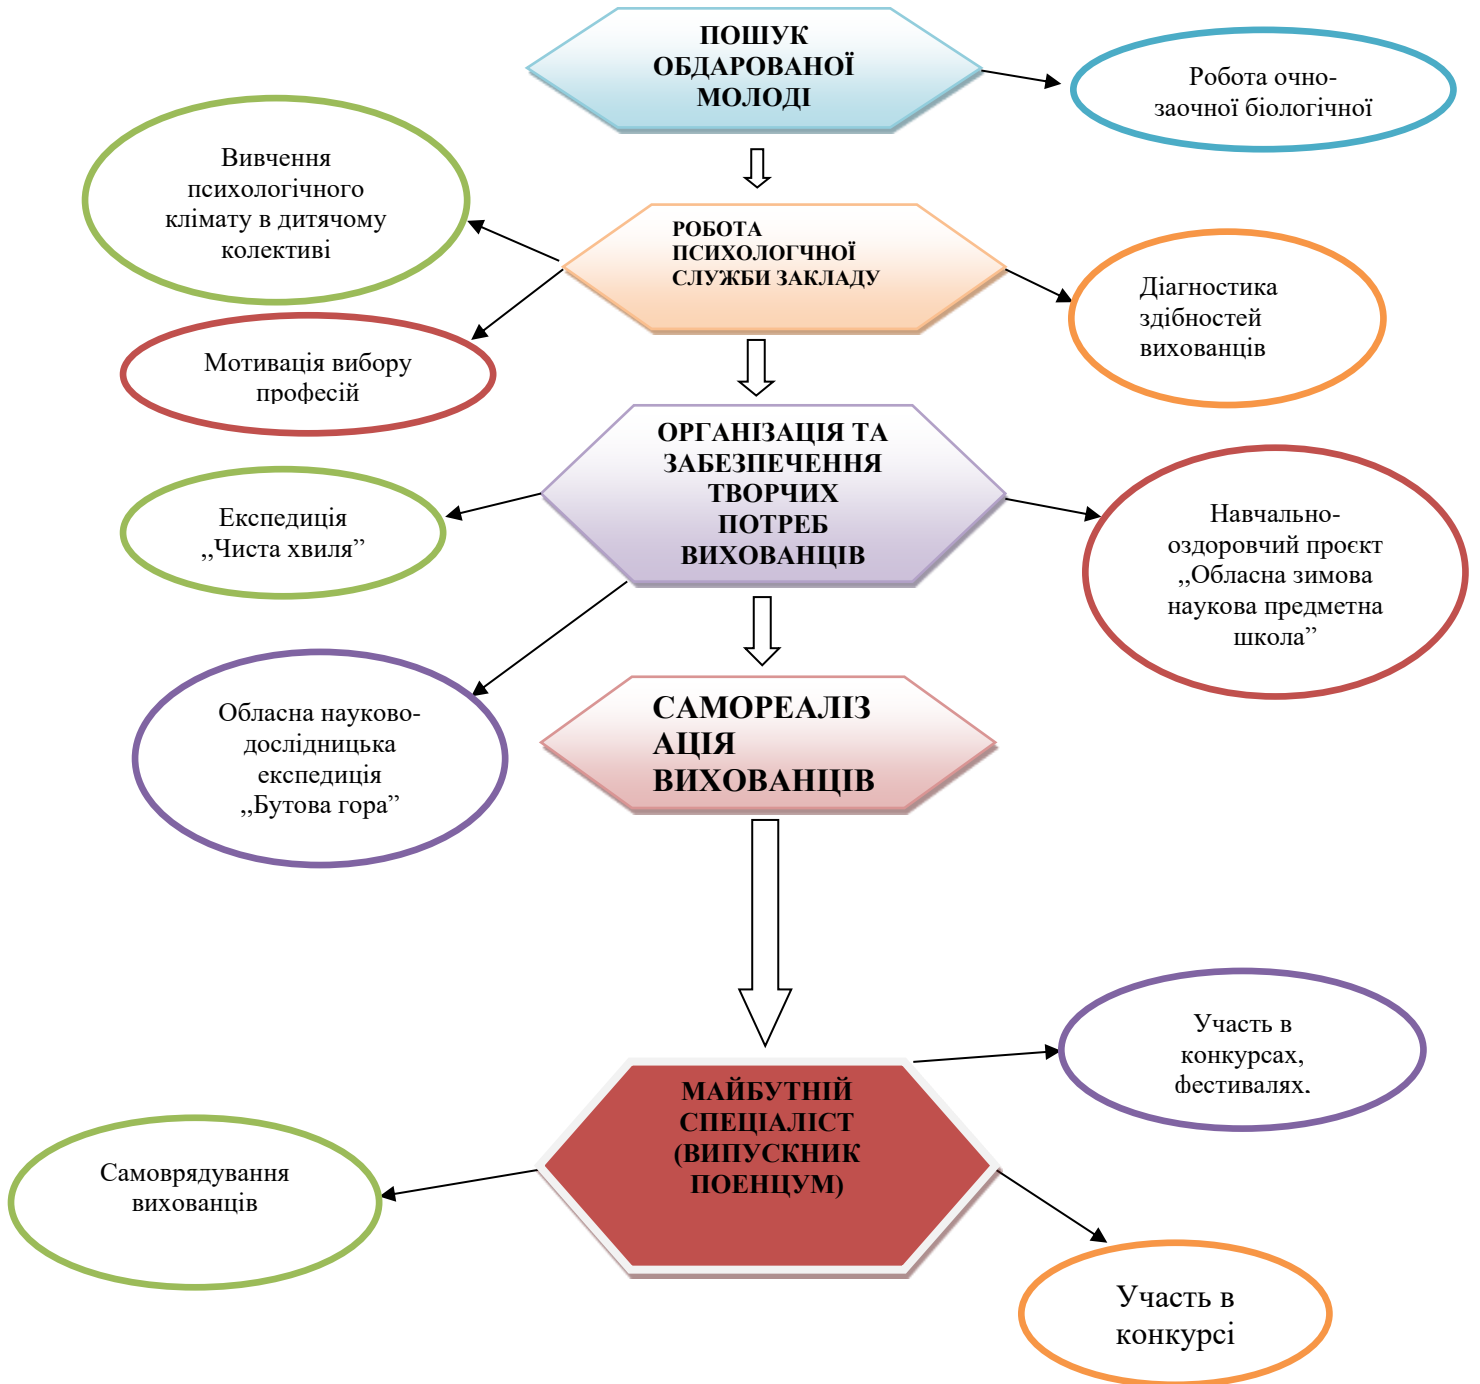 ПОШУК
ОБДАРОВАНОЇ
МОЛОДІ
Робота очно-
заочної біологічної
Вивчення
психологічного
клімату в дитячому
колективі
РОБОТА
ПСИХОЛОГЧНОЇ
СЛУЖБИ ЗАКЛАДУ
Діагностика
здібностей
вихованців
Мотивація вибору
професій
ОРГАНІЗАЦІЯ ТА
ЗАБЕЗПЕЧЕННЯ
ТВОРЧИХ
ПОТРЕБ
ВИХОВАНЦІВ
Експедиція
„Чиста хвиля”
Навчально-
оздоровчий проєкт
„Обласна зимова
наукова предметна
школа”
Обласна науково-
дослідницька
експедиція
„Бутова гора”
САМОРЕАЛІЗ
АЦІЯ
ВИХОВАНЦІВ
Участь в
конкурсах,
фестивалях,
МАЙБУТНІЙ
СПЕЦІАЛІСТ
(ВИПУСКНИК
ПОЕНЦУМ)
Самоврядування
вихованців
Участь в
конкурсі